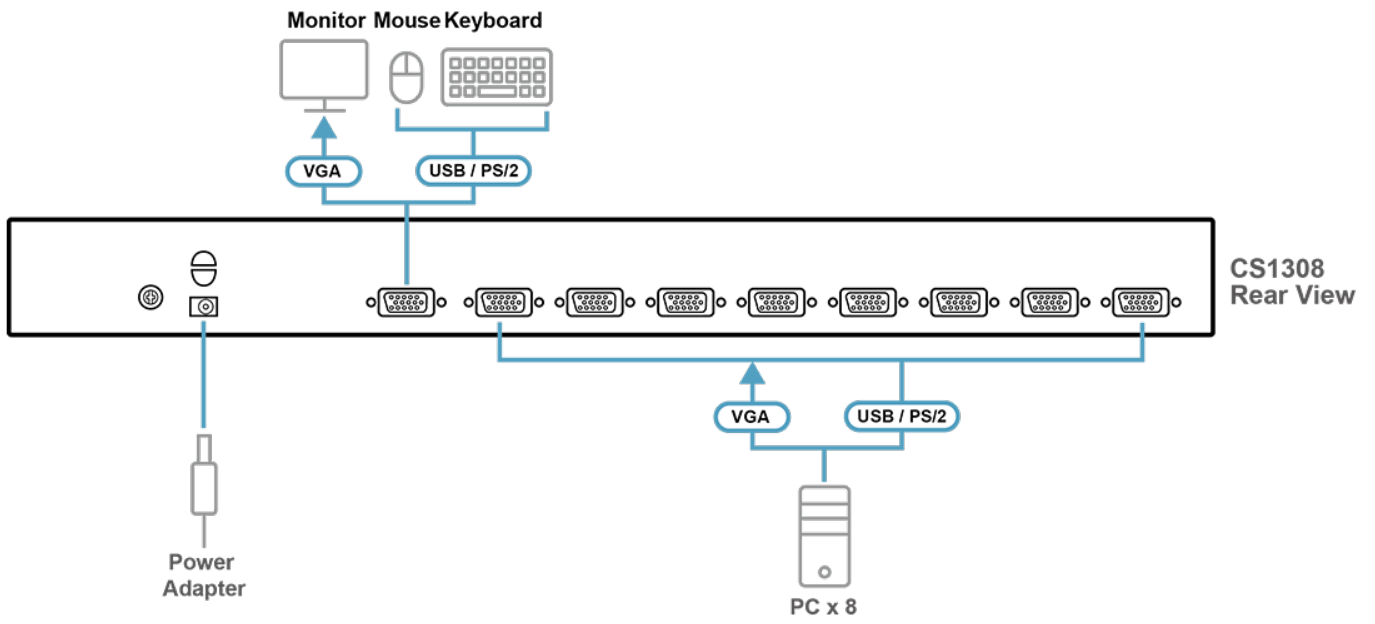 Monitor Mouse Keyboard
VGA
USB / PS/2
CS1308
Rear View
VGA
USB / PS/2
Power
Adapter
PC x 8